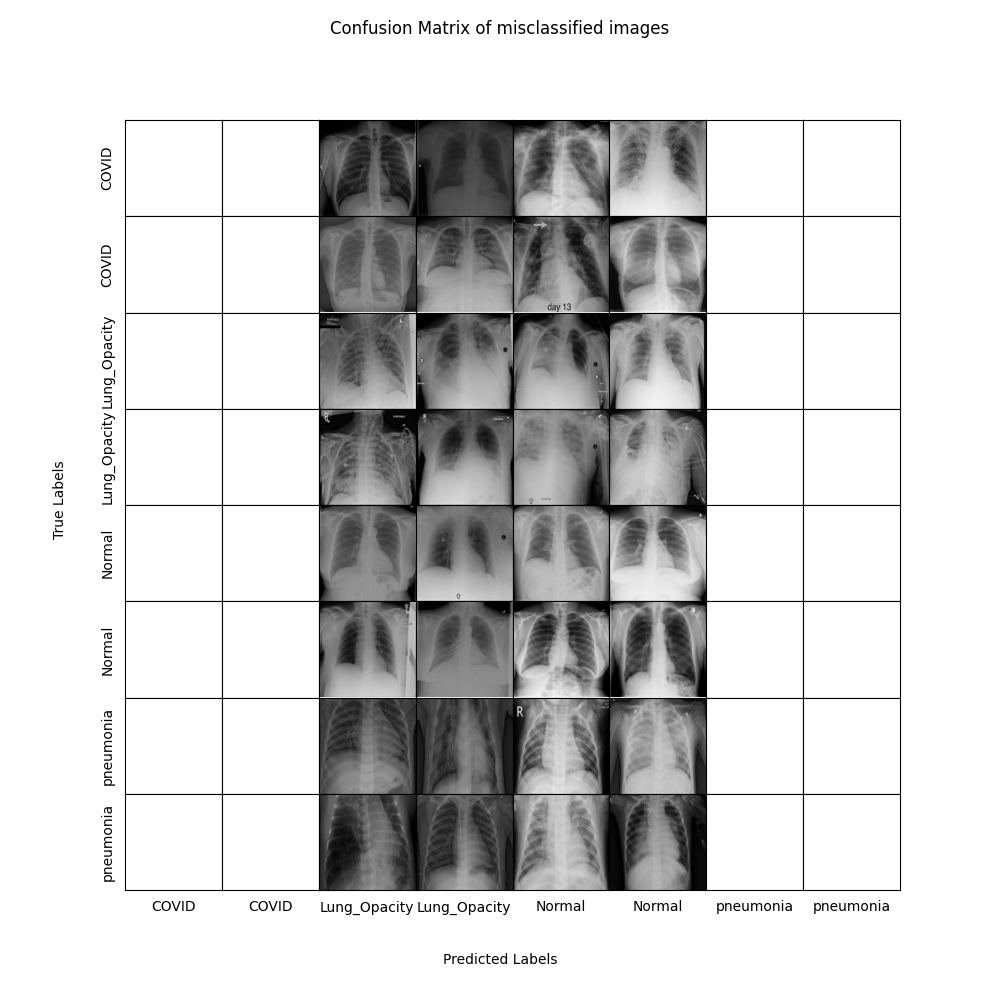 Confusion Matrix of misclassified images
True Labels
COVID
COVID
Lung_Opacity
Lung_Opacity
Normal
Normal
pneumonia
pneumonia
day 13
R
R
COVID COVID Lung_Opacity Lung_Opacity Normal Normal pneumonia pneumonia
Predicted Labels